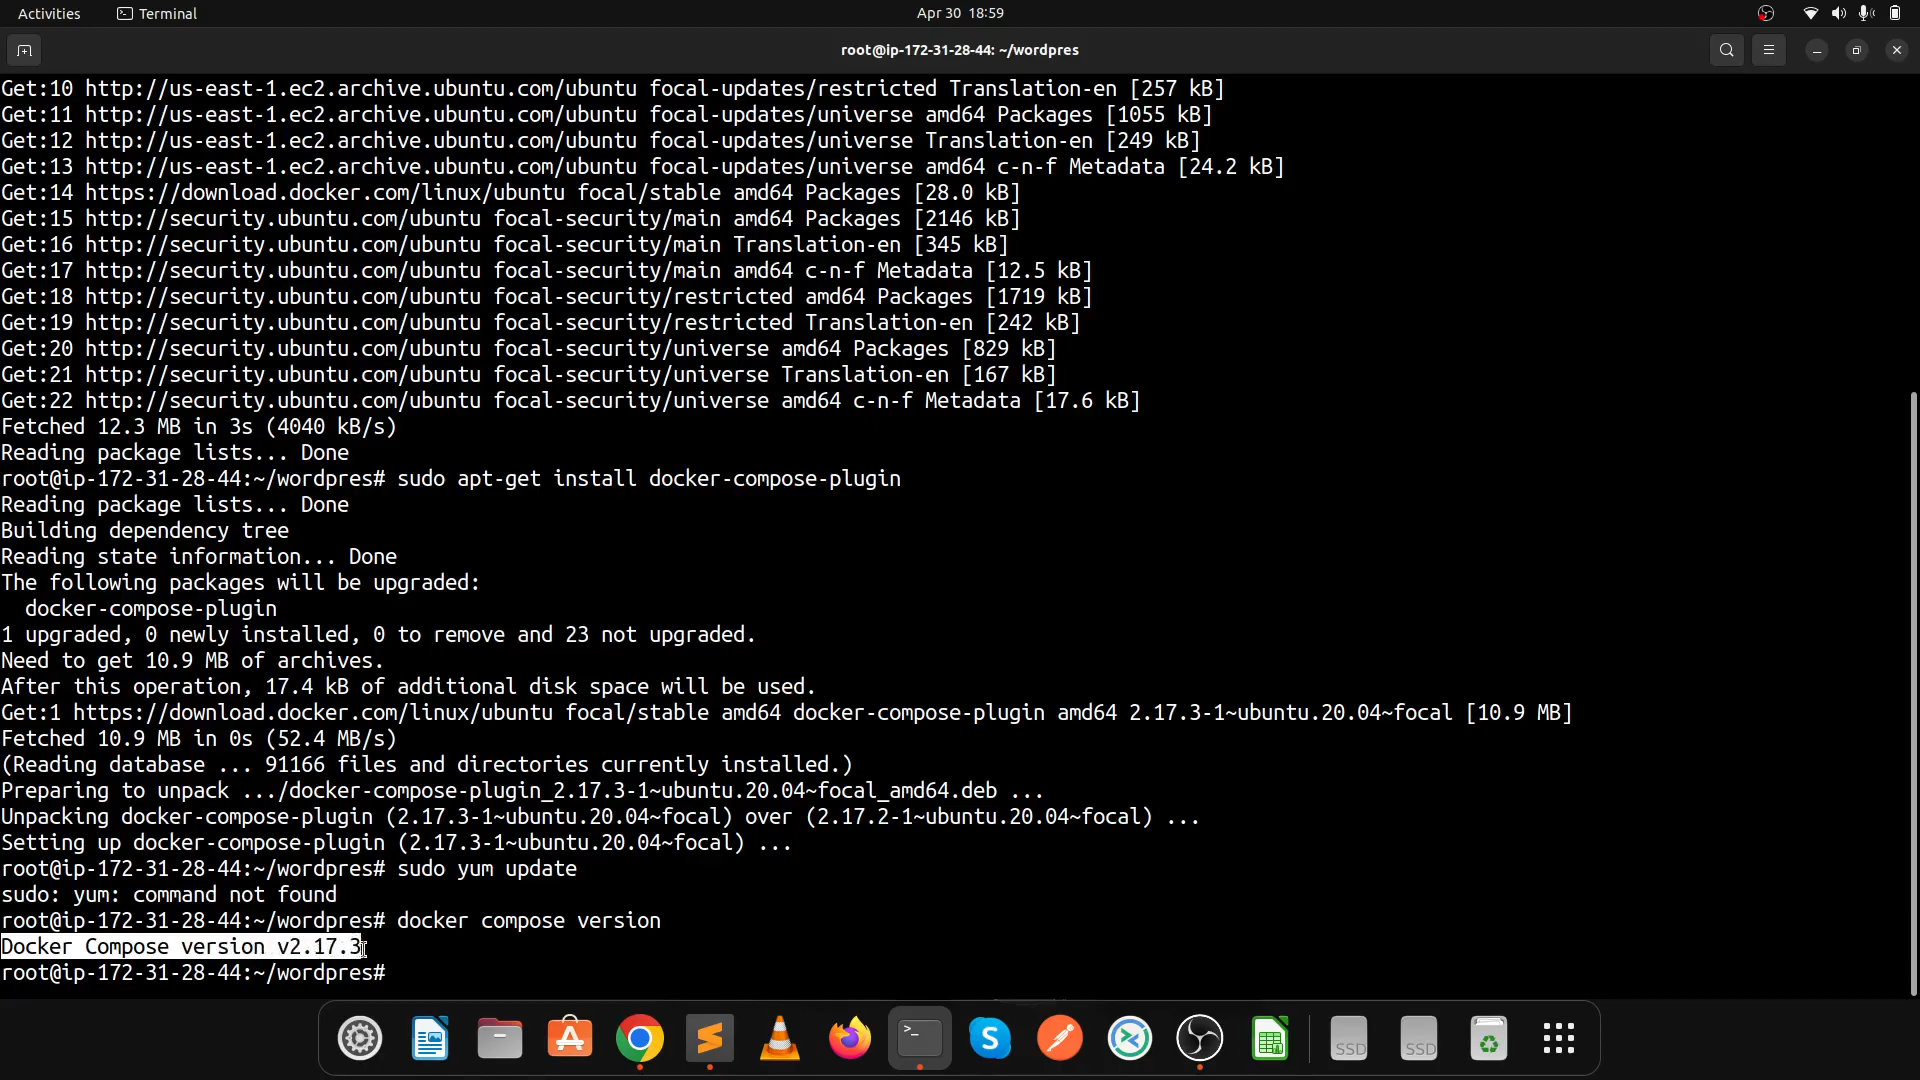 Activities
Terminal
Apr 30 18:59
root@ip-172-31-28-44: ~/wordpres
Get:10 http://us-east-1.ec2.archive.ubuntu.com/ubuntu focal-updates/restricted Translation-en [257 kB]
Get:11 http://us-east-1.ec2.archive.ubuntu.com/ubuntu focal-updates/universe amd64 Packages [1055 kB]
Get:12 http://us-east-1.ec2.archive.ubuntu.com/ubuntu focal-updates/universe Translation-en [249 kB]
Get:13 http://us-east-1.ec2.archive.ubuntu.com/ubuntu focal-updates/universe amd64 c-n-f Metadata [24.2 kB]
Get:14 https://download.docker.com/linux/ubuntu focal/stable amd64 Packages [28.0 kB]
Get:15 http://security.ubuntu.com/ubuntu focal-security/main amd64 Packages [2146 kB]
Get:16 http://security.ubuntu.com/ubuntu focal-security/main Translation-en [345 kB]
Get:17 http://security.ubuntu.com/ubuntu focal-security/main amd64 c-n-f Metadata [12.5 kB]
Get:18 http://security.ubuntu.com/ubuntu focal-security/restricted amd64 Packages [1719 kB]
Get:19 http://security.ubuntu.com/ubuntu focal-security/restricted Translation-en [242 kB]
Get:20 http://security.ubuntu.com/ubuntu focal-security/universe amd64 Packages [829 kB]
Get:21 http://security.ubuntu.com/ubuntu focal-security/universe Translation-en [167 kB]
Get:22 http://security.ubuntu.com/ubuntu focal-security/universe amd64 c-n-f Metadata [17.6 kB]
Fetched 12.3 MB in 3s (4040 kB/s)
Reading package lists... Done
root@ip-172-31-28-44:~/wordpres# sudo apt-get install docker-compose-plugin
Reading package lists... Done
Building dependency tree
Reading state information... Done
The following packages will be upgraded:
  docker-compose-plugin
1 upgraded, 0 newly installed, 0 to remove and 23 not upgraded.
Need to get 10.9 MB of archives.
After this operation, 17.4 kB of additional disk space will be used.
Get:1 https://download.docker.com/linux/ubuntu focal/stable amd64 docker-compose-plugin amd64 2.17.3-1~ubuntu.20.04~focal [10.9 MB]
Fetched 10.9 MB in 0s (52.4 MB/s)
(Reading database ... 91166 files and directories currently installed.)
Preparing to unpack .../docker-compose-plugin_2.17.3-1~ubuntu.20.04~focal_amd64.deb ...
Unpacking docker-compose-plugin (2.17.3-1~ubuntu.20.04~focal) over (2.17.2-1~ubuntu.20.04~focal) ...
Setting up docker-compose-plugin (2.17.3-1~ubuntu.20.04~focal) ...
root@ip-172-31-28-44:~/wordpres# sudo yum update
sudo: yum: command not found
root@ip-172-31-28-44:~/wordpres# docker compose version
Docker Compose version v2.17.3
root@ip-172-31-28-44:~/wordpres#
SSD
SSD